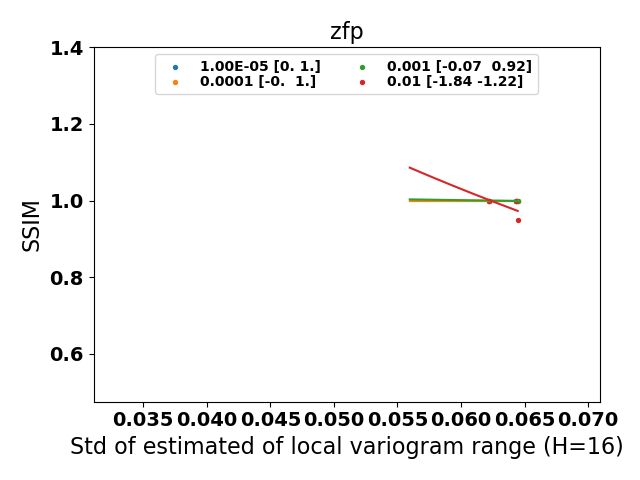 zfp
1.00E-05 [0. 1.]
0.0001 [-0.  1.]
0.001 [-0.07  0.92]
0.01 [-1.84 -1.22]
1.4
1.2
1.0
0.8
0.6
SSIM
0.035 0.040 0.045 0.050 0.055 0.060 0.065 0.070
Std of estimated of local variogram range (H=16)